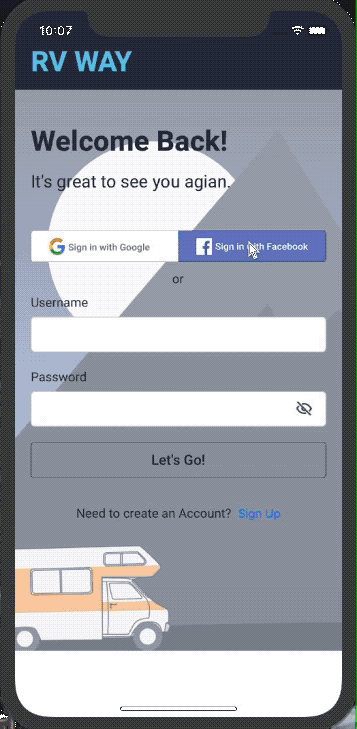 10:07
RV WAY
Welcome Back!
It's great to see you agian.
Sign in with Google
Sign in with Facebook
or
Username
Password
Let's Go!
Need to create an Account? Sign Up